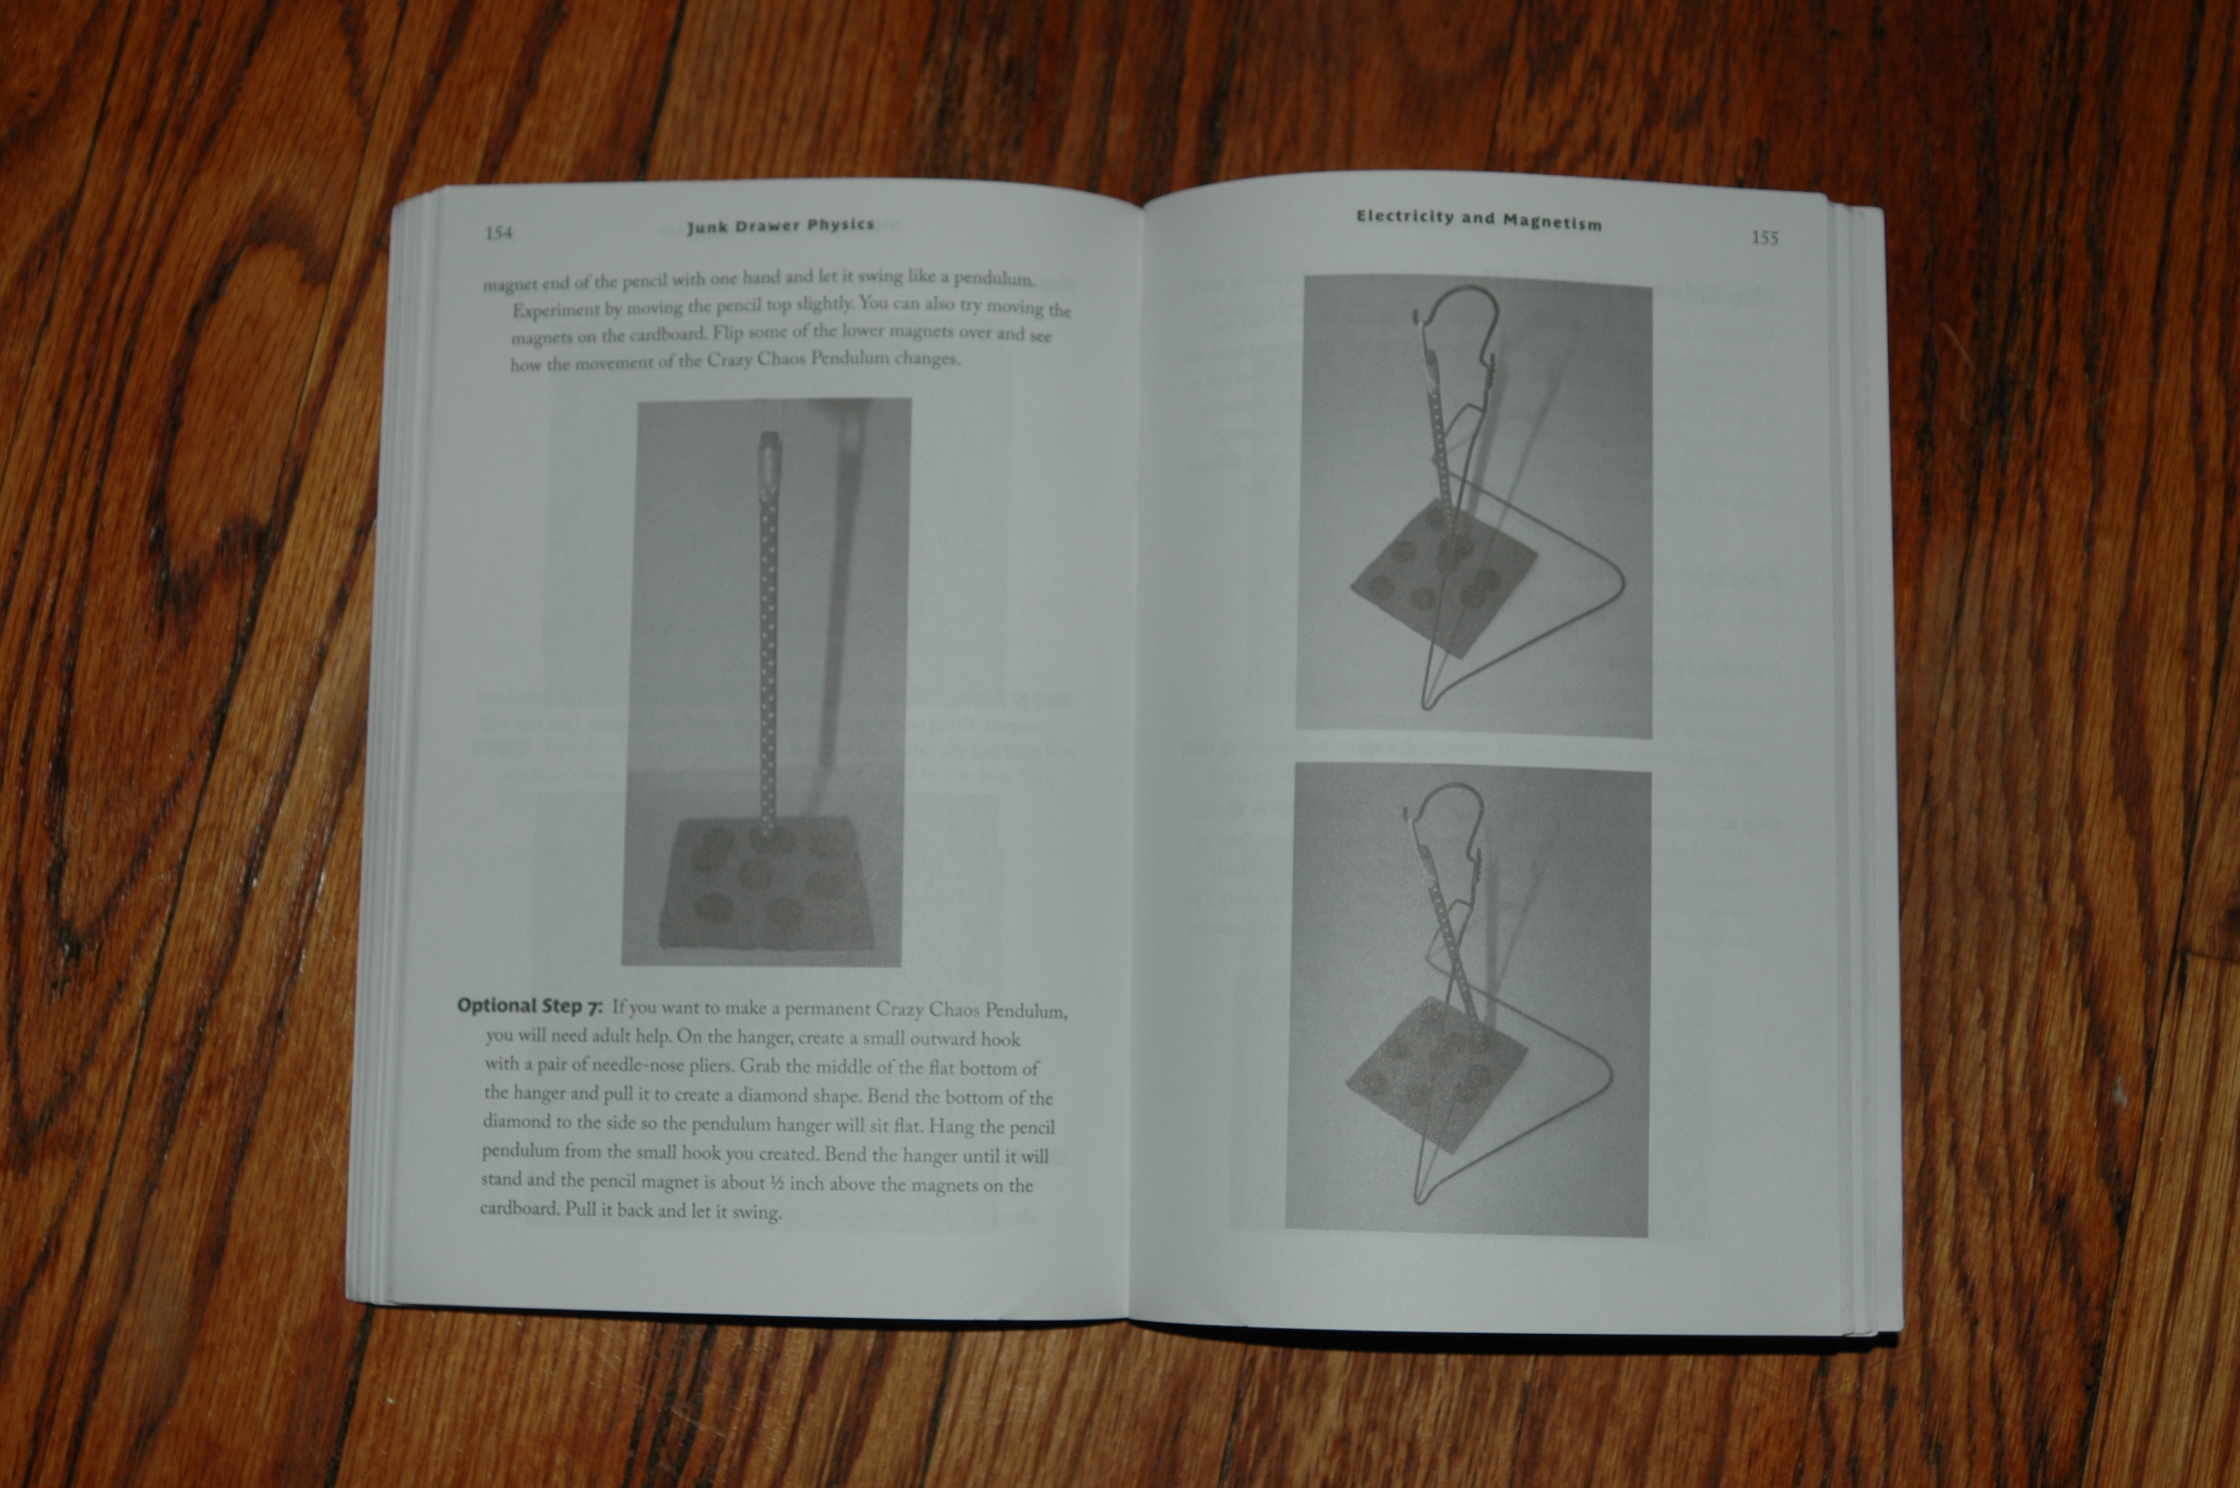 154
Junk Drawer Physics
magnet end of the pencil with one hand and let it swing like a pendulum.
Experiment by moving the pencil top slightly. You can also try moving the
magnets on the cardboard. Flip some of the lower magnets over and see
how the movement of the Crazy Chaos Pendulum changes.
Optional Step 7: If you want to make a permanent Crazy Chaos Pendulum,
you will need adult help. On the hanger, create a small outward hook
with a pair of needle-nose pliers. Grab the middle of the flat bottom of
the hanger and pull it to create a diamond shape. Bend the bottom of the
diamond to the side so the pendulum hanger will sit flat. Hang the pencil
pendulum from the small hook you created. Bend the hanger until it will
stand and the pencil magnet is about ½ inch above the magnets on the
cardboard. Pull it back and let it swing.
Electricity and Magnetism
155